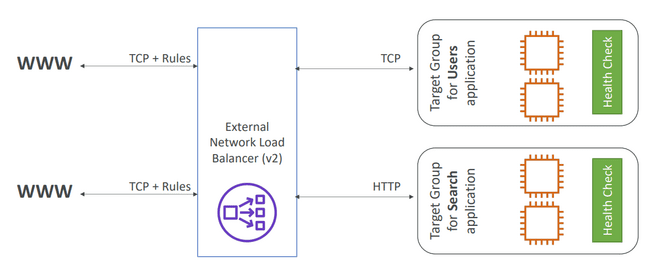 WWW
TCP + Rules
External
Network Load
Balancer (v2)
TCP
Target Group
for Users
application
Health Check
WWW
TCP + Rules
HTTP
Target Group
for Search
application
Health Check